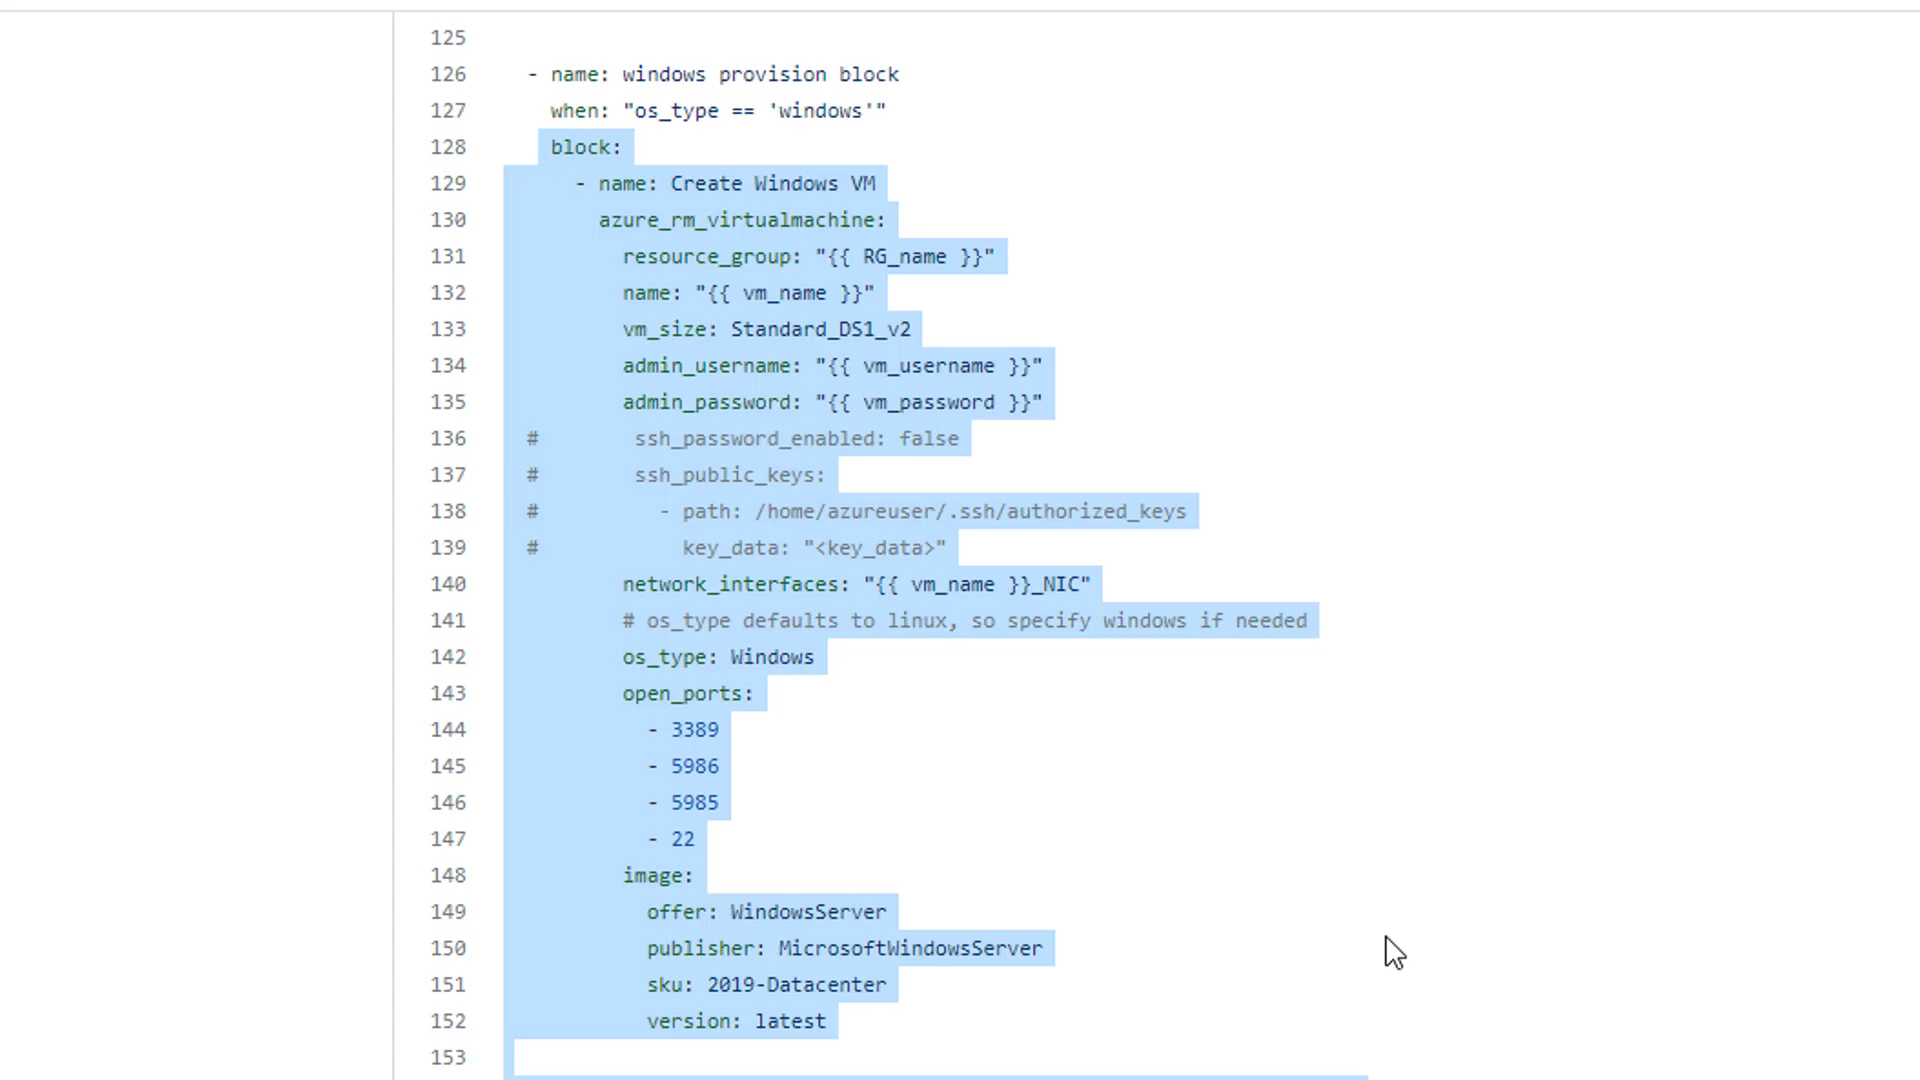 125
126 - name: windows provision block
127 when: "os_type == 'windows'"
128 block:
129 - name: Create Windows VM
130 azure_rm_virtualmachine:
131 resource_group: "{{ RG_name }}"
132 name: "{{ vm_name }}"
133 vm_size: Standard_DS1_v2
134 admin_username: "{{ vm_username }}"
135 admin_password: "{{ vm_password }}"
136 # ssh_password_enabled: false
137 # ssh_public_keys:
138 # - path: /home/azureuser/.ssh/authorized_keys
139 # key_data: "<key_data>"
140 network_interfaces: "{{ vm_name }}_NIC"
141 # os_type defaults to linux, so specify windows if needed
142 os_type: Windows
143 open_ports:
144 - 3389
145 - 5986
146 - 5985
147 - 22
148 image:
149 offer: WindowsServer
150 publisher: MicrosoftWindowsServer
151 sku: 2019-Datacenter
152 version: latest
153